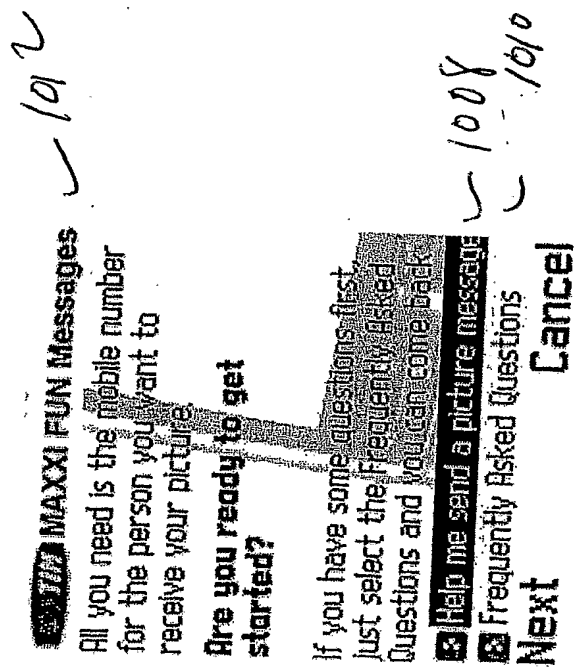 TIM MAXXI FUN Messages 1012
All you need is the mobile number
for the person you want to
receive your picture.
Are you ready to get
started?
If you have some questions first,
just select the Frequently Asked
Questions and you can come back
Help me send a picture message 1008
Frequently Asked Questions 1010
Next Cancel